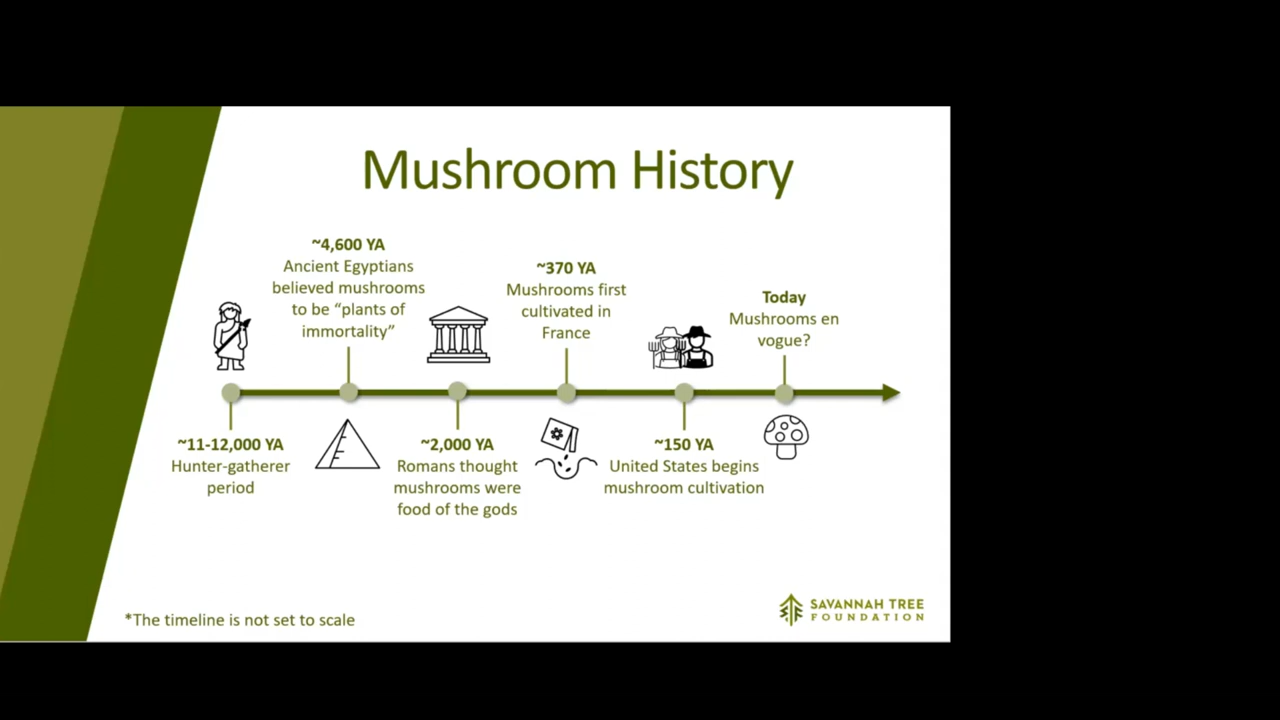 Mushroom History
~4,600 YA
Ancient Egyptians
believed mushrooms
to be “plants of
immortality”
~370 YA
Mushrooms first
cultivated in
France
Today
Mushrooms en
vogue?
~11-12,000 YA
Hunter-gatherer
period
~2,000 YA
Romans thought
mushrooms were
food of the gods
~150 YA
United States begins
mushroom cultivation
*The timeline is not set to scale
SAVANNAH TREE
FOUNDATION